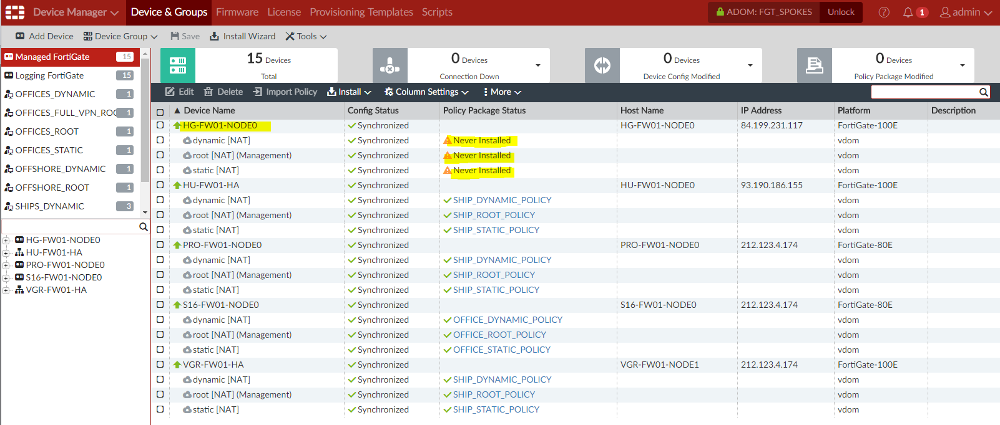 Device Manager Device & Groups Firmware License Provisioning Templates Scripts ADOM: FGT_SPOKES Unlock 1 admin
Add Device Device Group Save Install Wizard Tools
Managed FortiGate 15
Logging FortiGate 15
OFFICES_DYNAMIC 1
OFFICES_FULL_VPN_ROO 1
OFFICES_ROOT 1
OFFICES_STATIC 1
OFFSHORE_DYNAMIC 1
OFFSHORE_ROOT 1
SHIPS_DYNAMIC 3
HG-FW01-NODE0
HU-FW01-HA
PRO-FW01-NODE0
S16-FW01-NODE0
VGR-FW01-HA
15 Devices
Total
0 Devices
Connection Down
0 Devices
Device Config Modified
0 Devices
Policy Package Modified
Edit Delete Import Policy Install Column Settings More
Device Name Config Status Policy Package Status Host Name IP Address Platform Description
HG-FW01-NODE0 Synchronized HG-FW01-NODE0 84.199.231.117 FortiGate-100E
dynamic [NAT] Synchronized Never Installed vdom
root [NAT] (Management) Synchronized Never Installed vdom
static [NAT] Synchronized Never Installed vdom
HU-FW01-HA Synchronized HU-FW01-NODE0 93.190.186.155 FortiGate-100E
dynamic [NAT] Synchronized SHIP_DYNAMIC_POLICY vdom
root [NAT] (Management) Synchronized SHIP_ROOT_POLICY vdom
static [NAT] Synchronized SHIP_STATIC_POLICY vdom
PRO-FW01-NODE0 Synchronized PRO-FW01-NODE0 212.123.4.174 FortiGate-80E
dynamic [NAT] Synchronized SHIP_DYNAMIC_POLICY vdom
root [NAT] (Management) Synchronized SHIP_ROOT_POLICY vdom
static [NAT] Synchronized SHIP_STATIC_POLICY vdom
S16-FW01-NODE0 Synchronized S16-FW01-NODE0 212.123.4.174 FortiGate-80E
dynamic [NAT] Synchronized OFFICE_DYNAMIC_POLICY vdom
root [NAT] (Management) Synchronized OFFICE_ROOT_POLICY vdom
static [NAT] Synchronized OFFICE_STATIC_POLICY vdom
VGR-FW01-HA Synchronized VGR-FW01-NODE1 212.123.4.174 FortiGate-100E
dynamic [NAT] Synchronized SHIP_DYNAMIC_POLICY vdom
root [NAT] (Management) Synchronized SHIP_ROOT_POLICY vdom
static [NAT] Synchronized SHIP_STATIC_POLICY vdom